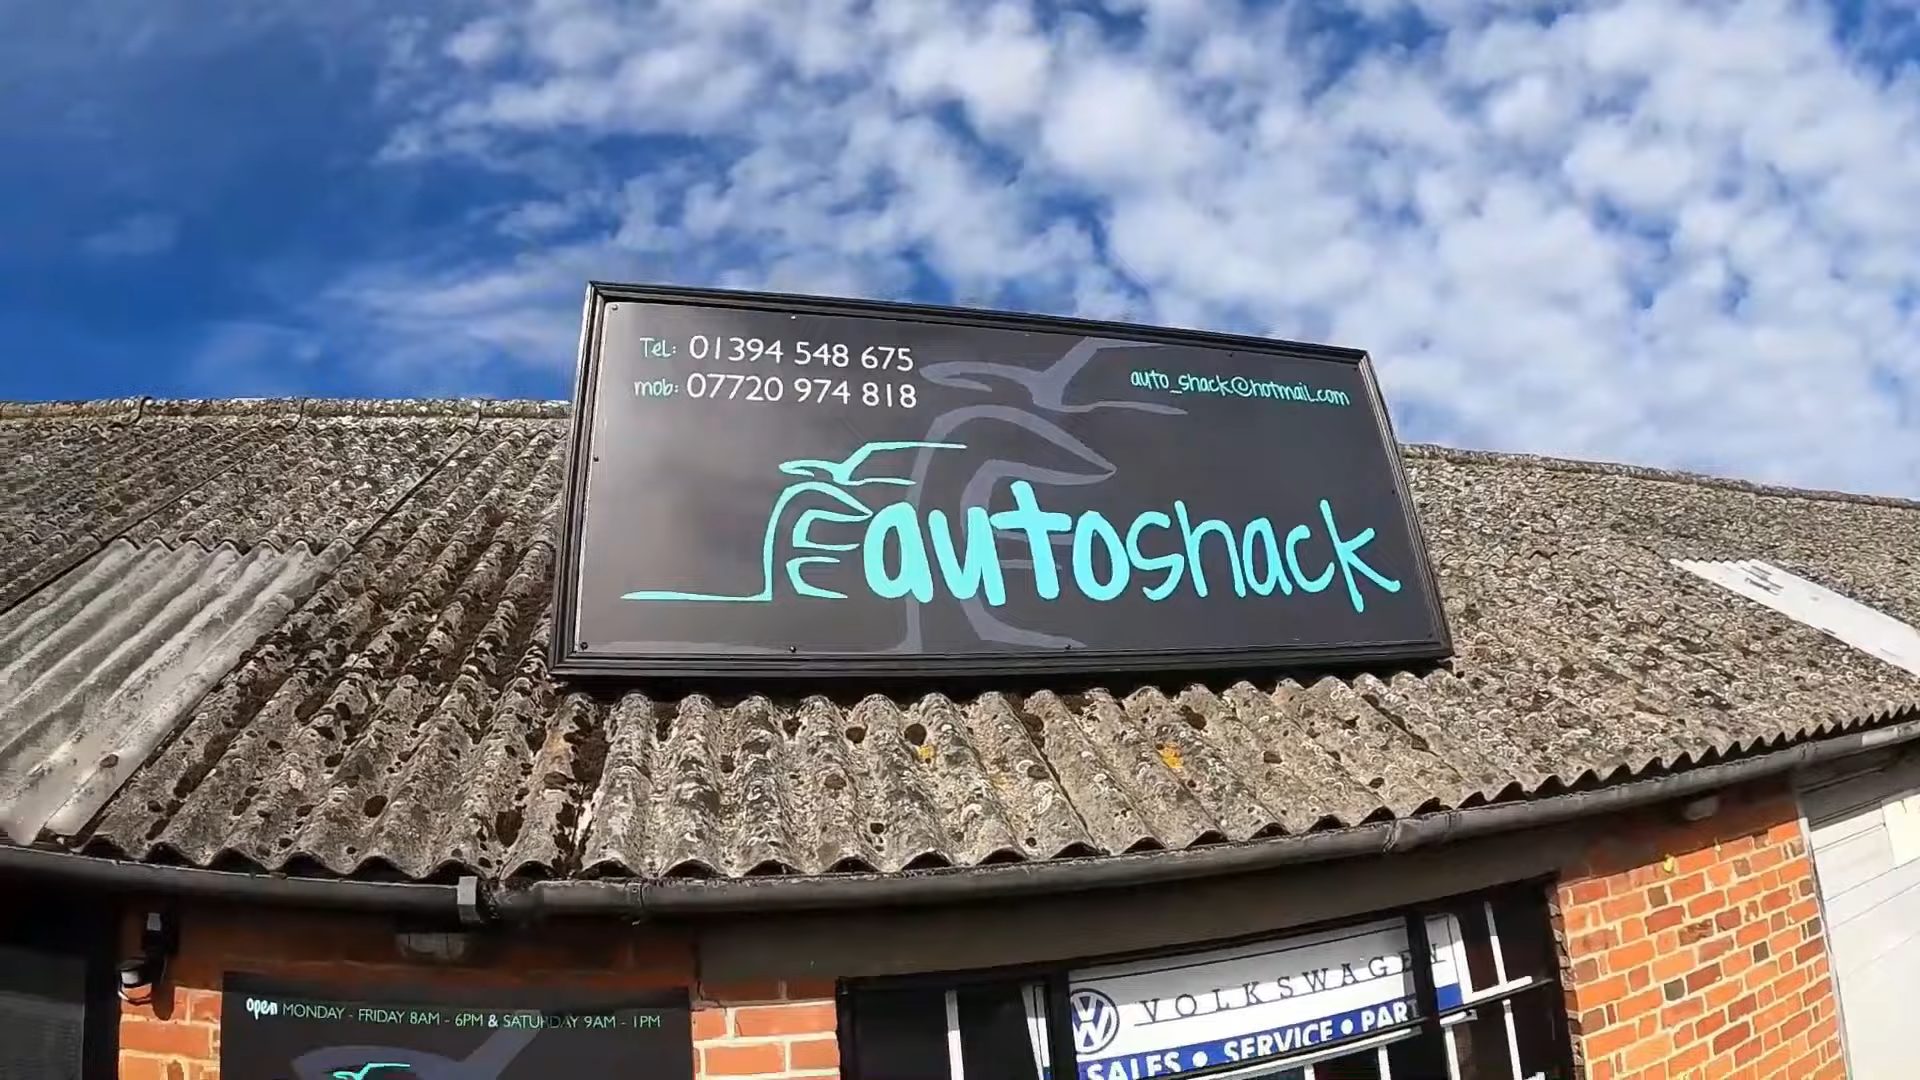 Tel: 01394 548 675
mob: 07720 974 818
auto_shack@hotmail.com
autoshack
open MONDAY - FRIDAY 8AM - 6PM & SATURDAY 9AM - 1PM
VOLKSWAGEN
SALES • SERVICE •